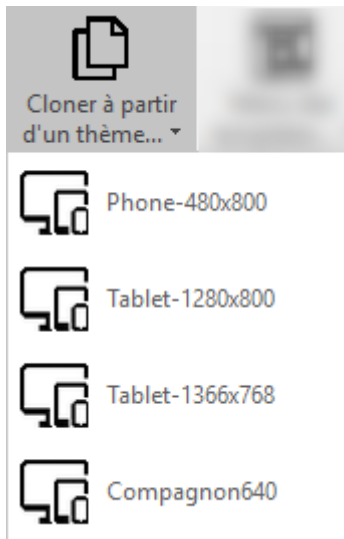 Cloner à partir
d'un thème...
Phone-480x800
Tablet-1280x800
Tablet-1366x768
Compagnon640